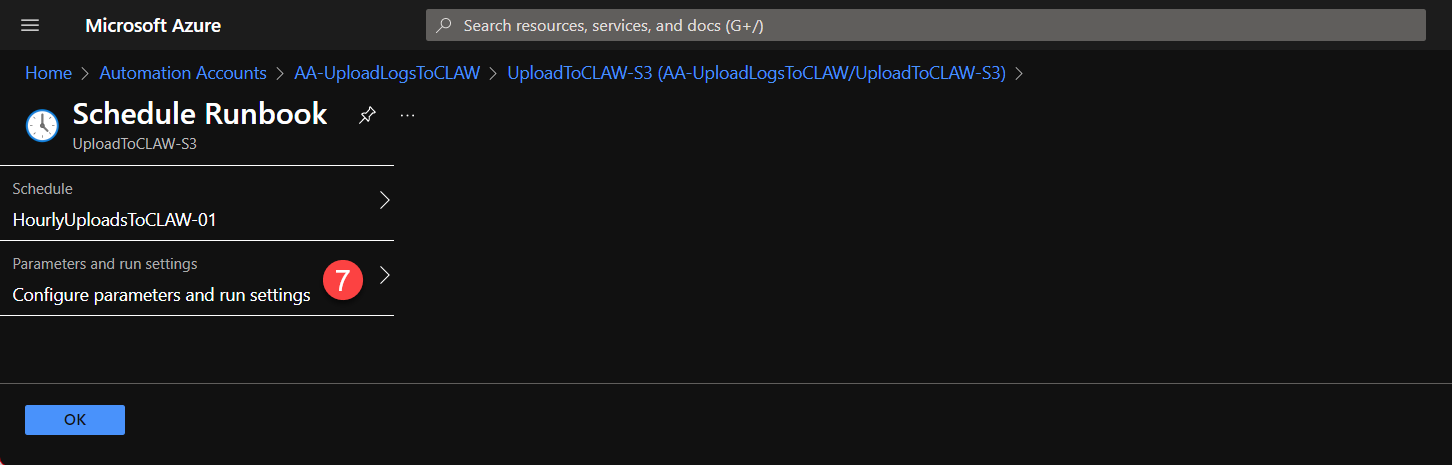 Microsoft Azure
Search resources, services, and docs (G+/)
Home > Automation Accounts > AA-UploadLogsToCLAW > UploadToCLAW-S3 (AA-UploadLogsToCLAW/UploadToCLAW-S3) >
Schedule Runbook ...
UploadToCLAW-S3
Schedule
HourlyUploadsToCLAW-01
Parameters and run settings
7
Configure parameters and run settings
OK